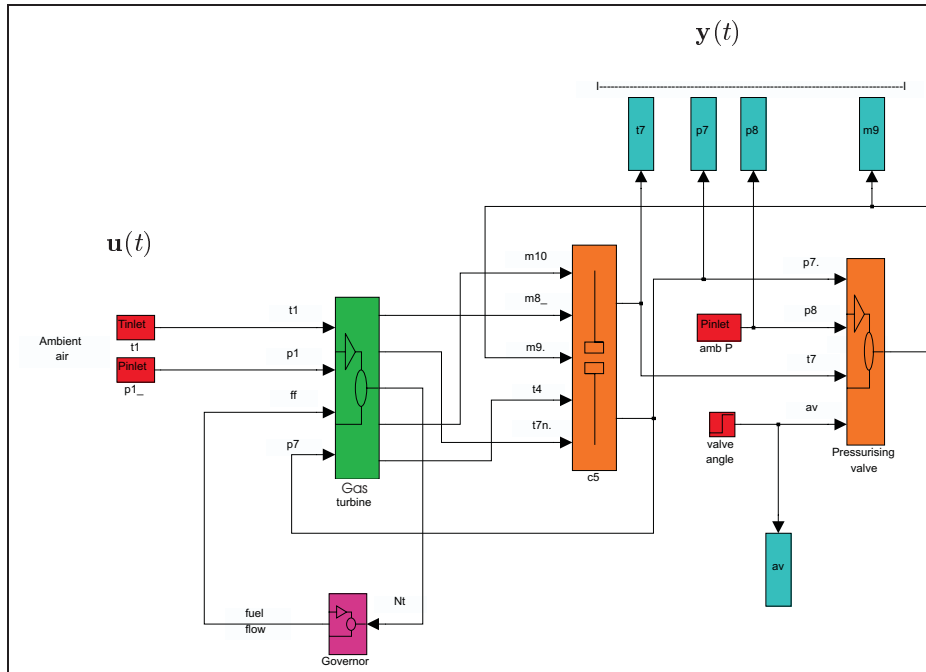 y(t)
t7
p7
p8
m9
u(t)
m10
m8_
m9.
t4
t7n.
p7.
p8
t7
av
t1
p1
ff
p7
Ambient
air
Tinlet
t1
Pinlet
p1_
Pinlet
amb P
valve
angle
Pressurising
valve
c5
Gas
turbine
av
Nt
fuel
flow
Governor